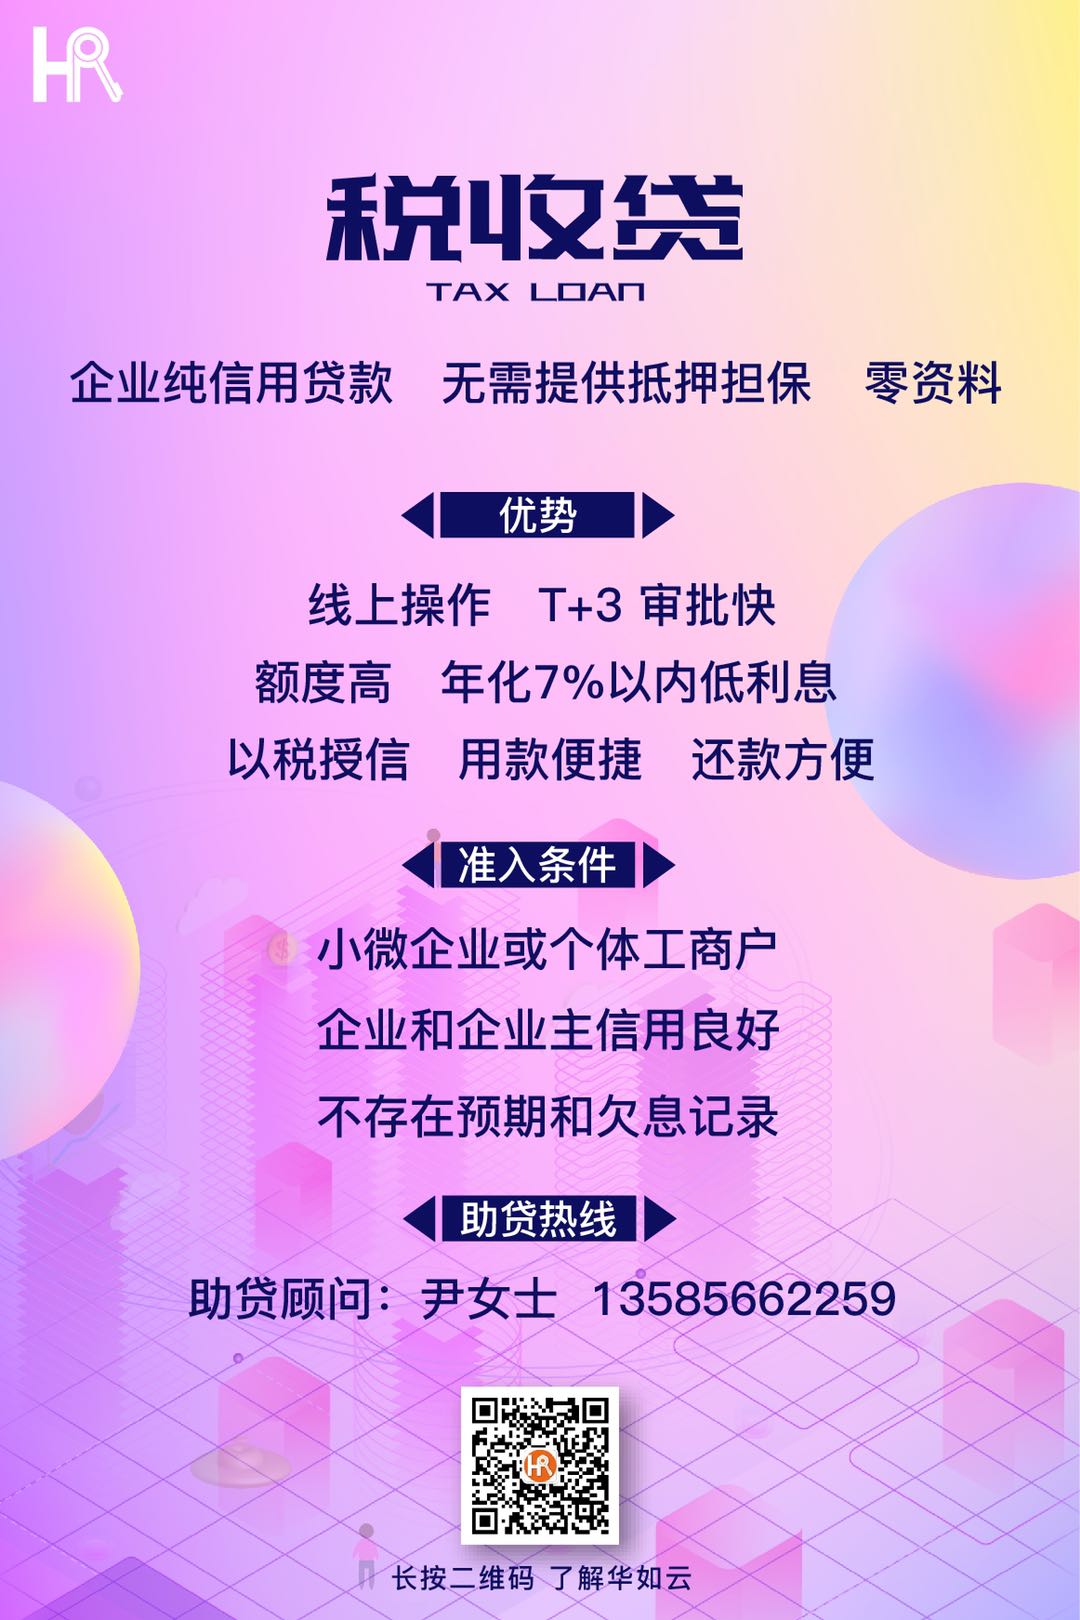 HR
税收贷
TAX LOAN
企业纯信用贷款 无需提供抵押担保 零资料
优势
线上操作 T+3 审批快
额度高 年化7%以内低利息
以税授信 用款便捷 还款方便
准入条件
小微企业或个体工商户
企业和企业主信用良好
不存在预期和欠息记录
助贷热线
助贷顾问：尹女士 13585662259
HR
长按二维码 了解华如云